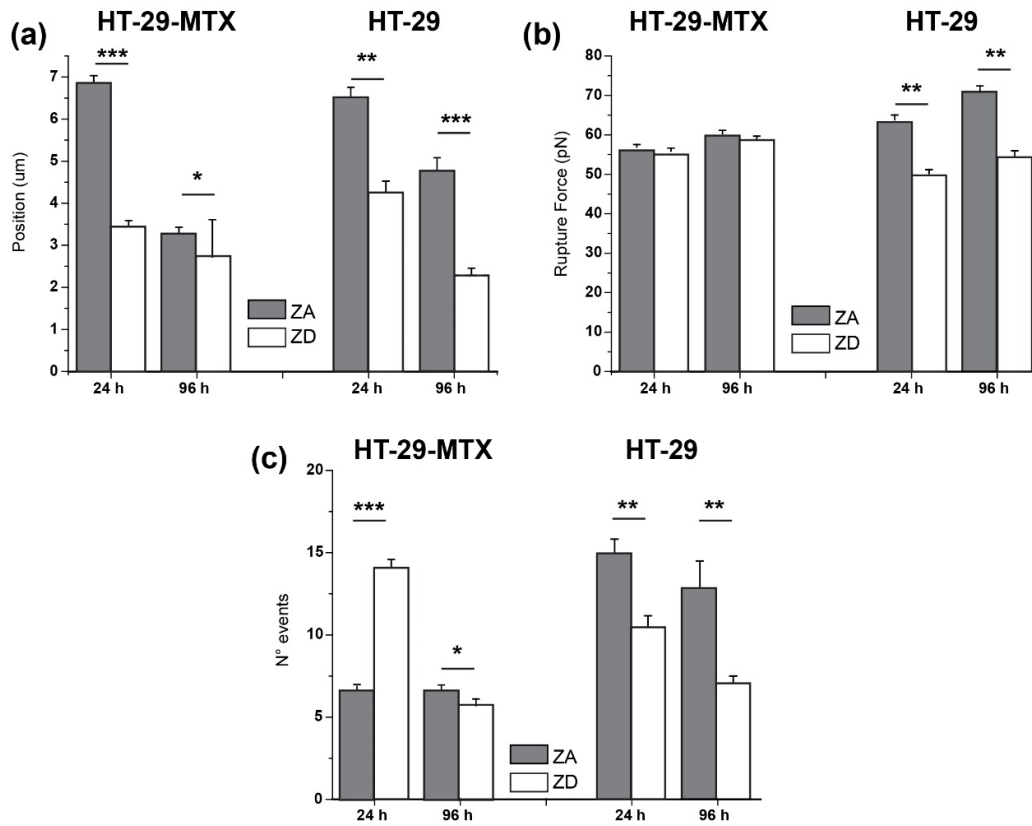 (a)
HT-29-MTX
HT-29
Position (um)
7
6
5
4
3
2
1
0
***
*
**
***
ZA
ZD
24 h
96 h
24 h
96 h
(b)
HT-29-MTX
HT-29
Rupture Force (pN)
80
70
60
50
40
30
20
10
0
**
**
ZA
ZD
24 h
96 h
24 h
96 h
(c)
HT-29-MTX
HT-29
N° events
20
15
10
5
0
***
*
**
**
ZA
ZD
24 h
96 h
24 h
96 h